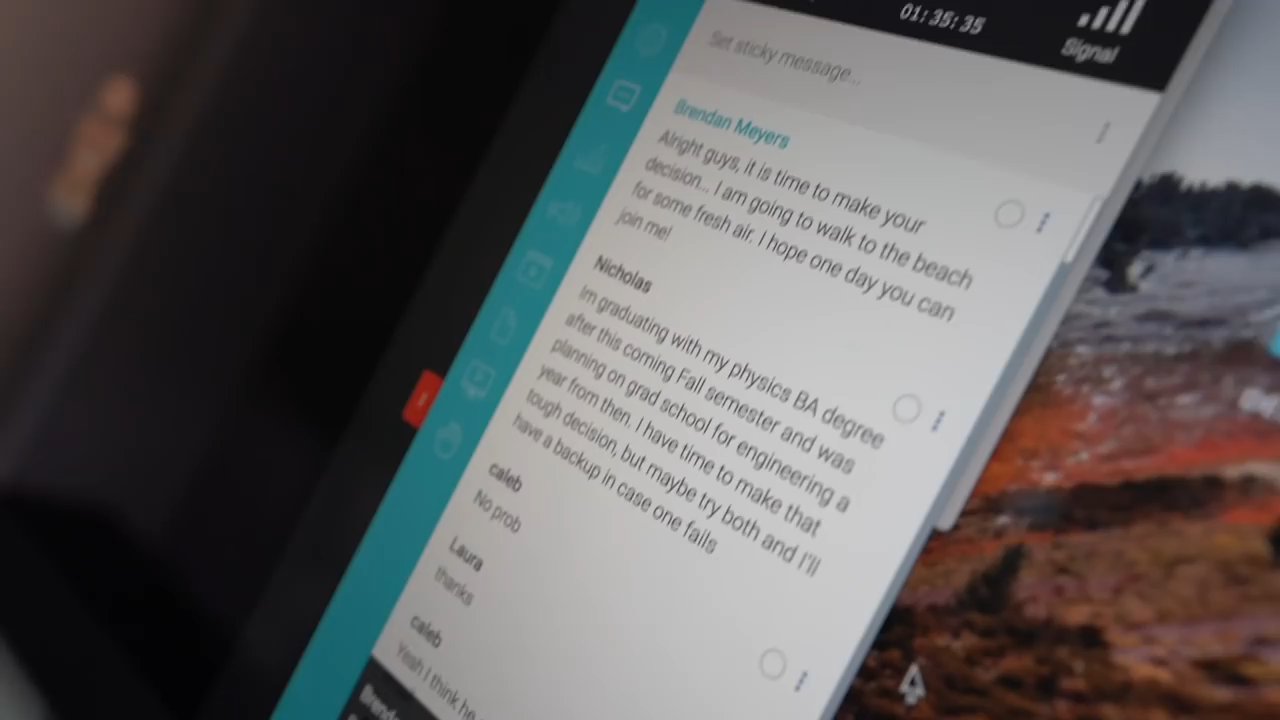 01:35:35
Signal
Set sticky message...
Brendan Meyers
Alright guys, it is time to make your
decision... I am going to walk to the beach
for some fresh air. I hope one day you can
join me!
Nicholas
Im graduating with my physics BA degree
after this coming Fall semester and was
planning on grad school for engineering a
year from then. I have time to make that
tough decision, but maybe try both and I'll
have a backup in case one fails
caleb
No prob
Laura
thanks
caleb
Yeah I think he